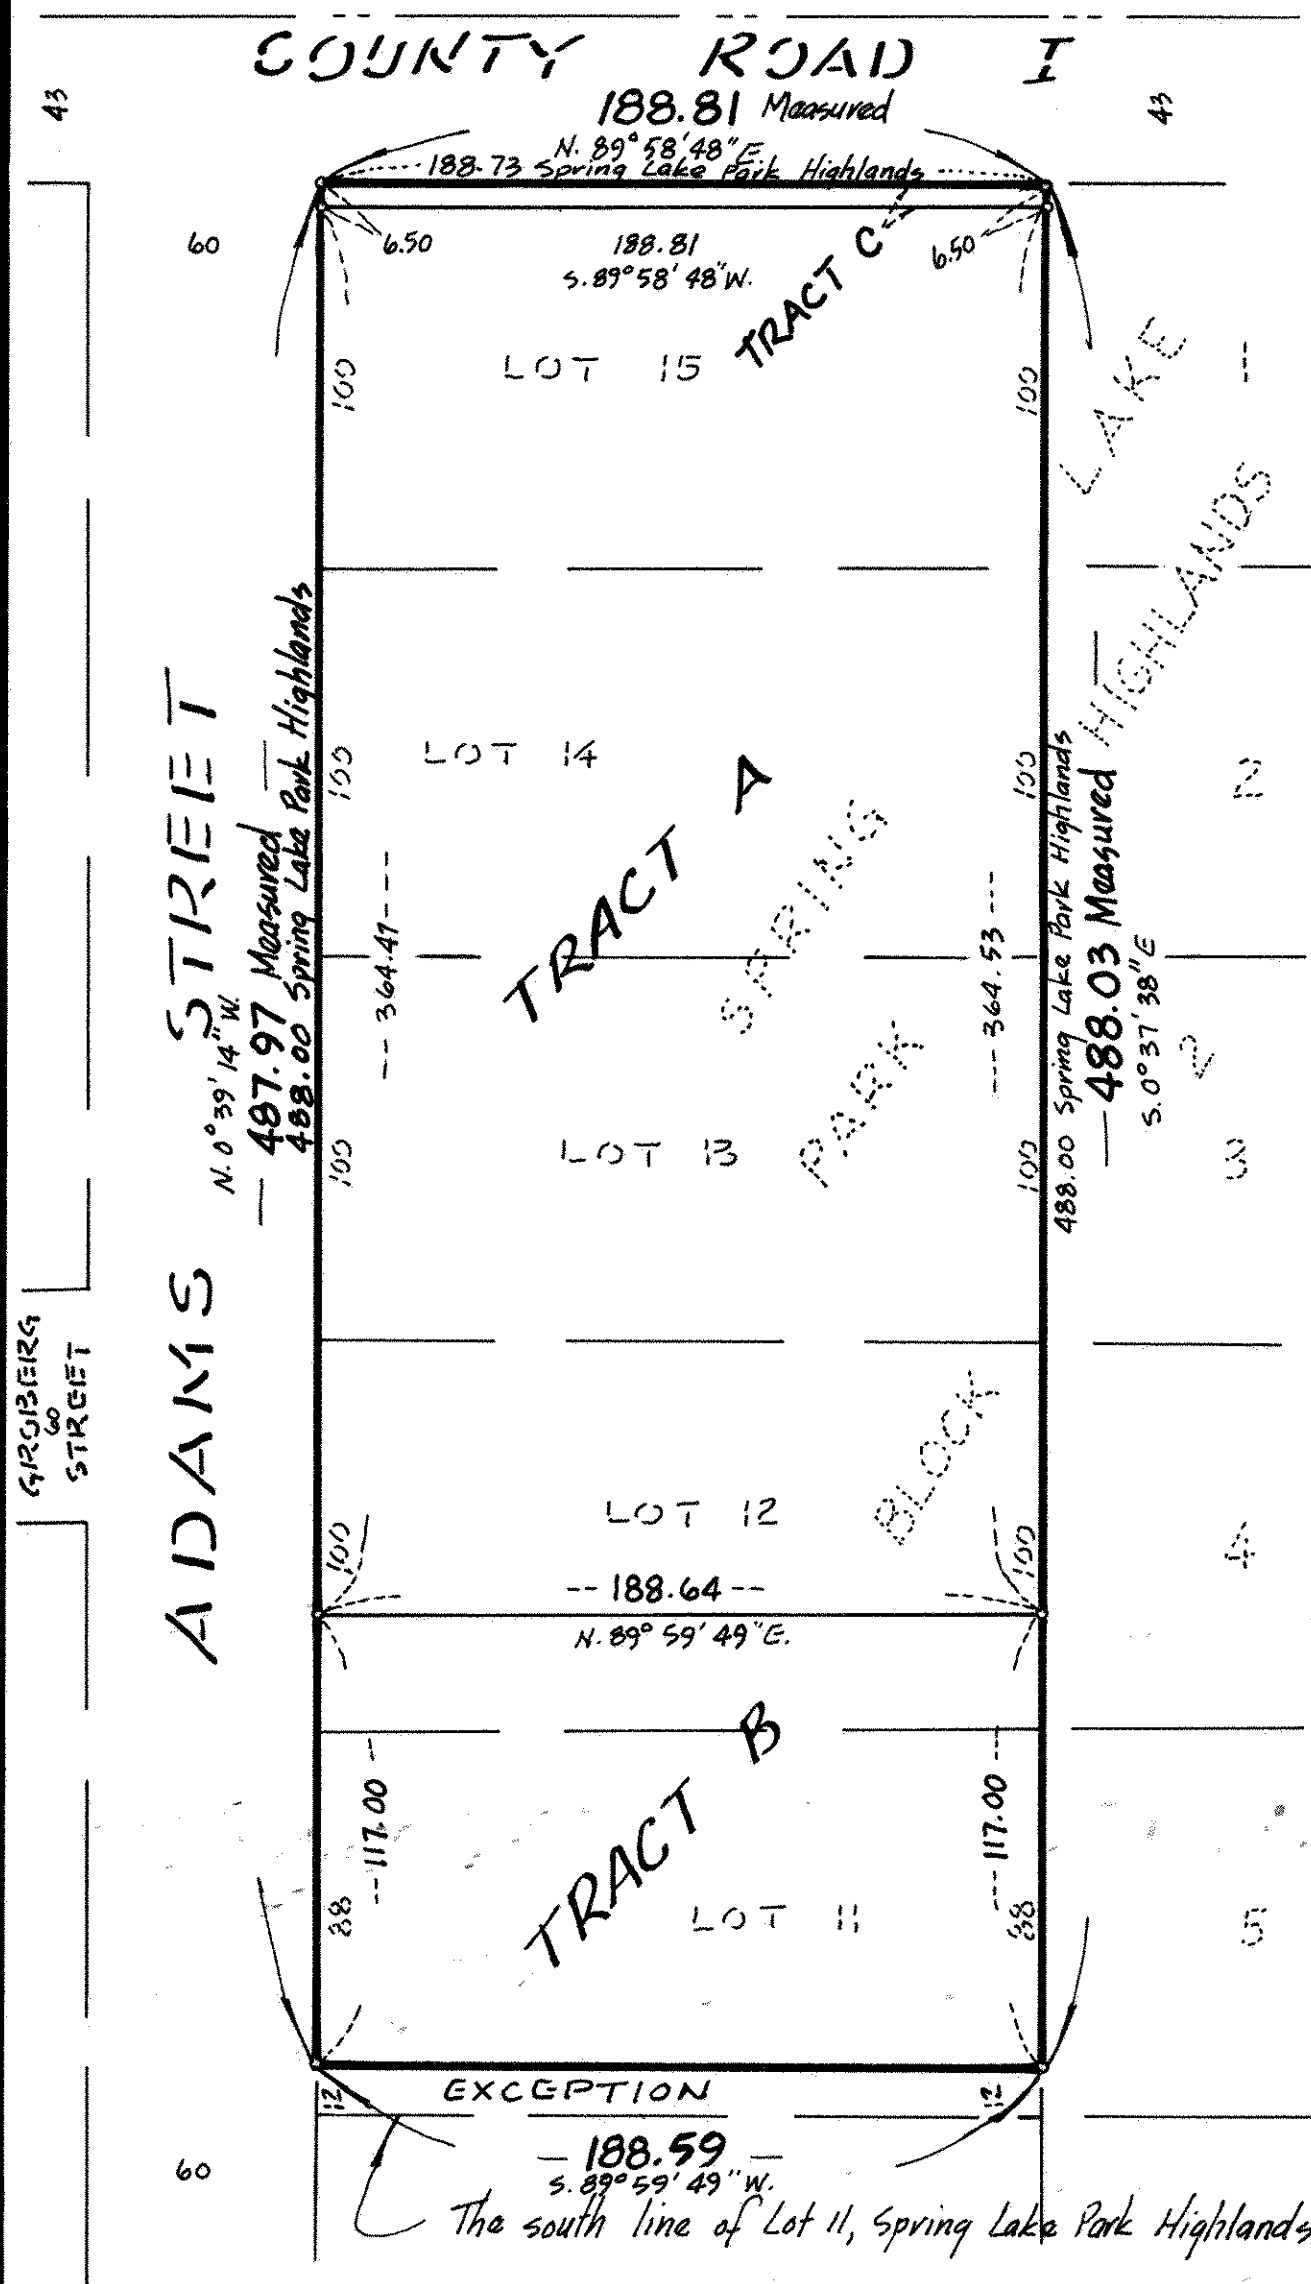 COUNTY ROAD I
43
188.81 Measured
43
N. 89° 58' 48" E
188.73 Spring Lake Park Highlands
60
6.50
188.81
S. 89° 58' 48" W.
TRACT C
6.50
LOT 15
100
100
LAKE
1
HIGHLANDS
LOT 14
100
100
2
TRACT A
SPRING
PARK
ADAMS STREET
N. 0° 39' 14" W.
487.97 Measured
488.00 Spring Lake Park Highlands
364.47
364.53
488.00 Spring Lake Park Highlands
488.03 Measured
S. 0° 37' 38" E
2
LOT 13
100
100
3
GROBERG
60
STREET
BLOCK
LOT 12
100
100
4
188.64
N. 89° 59' 49" E.
TRACT B
117.00
117.00
88
LOT 11
88
5
12
EXCEPTION
12
188.59
60
S. 89° 59' 49" W.
The south line of Lot 11, Spring Lake Park Highlands